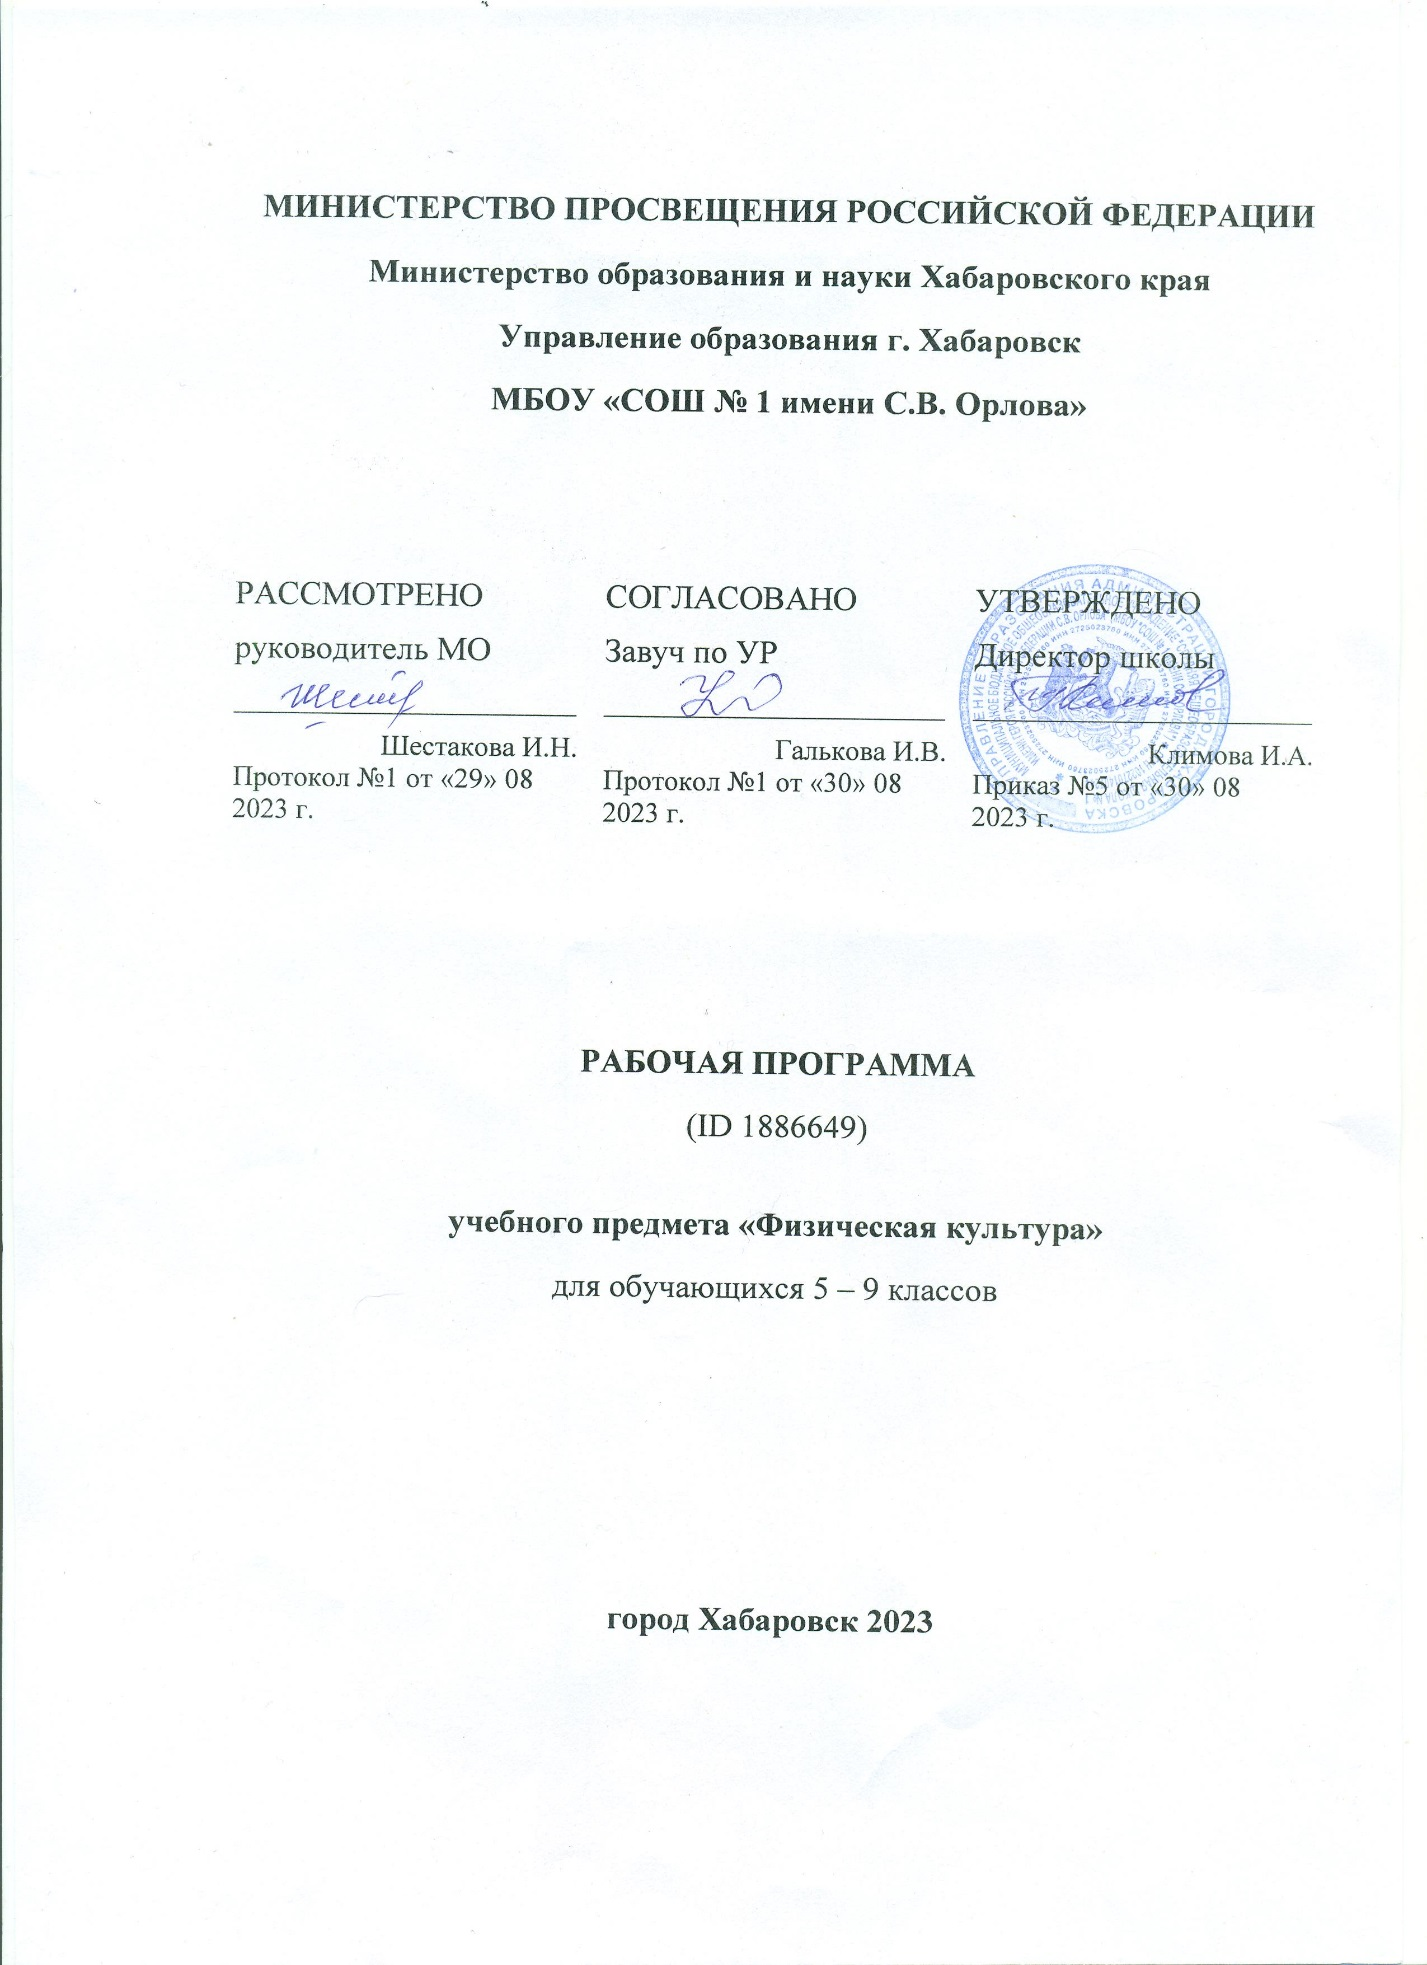 МИНИСТЕРСТВО ПРОСВЕЩЕНИЯ РОССИЙСКОЙ ФЕДЕРАЦИИ
Министерство образования и науки Хабаровского края
Управление образования г. Хабаровск
МБОУ «СОШ № 1 имени С.В. Орлова»
РАССМОТРЕНО
руководитель МО
Шестакова И.Н.
Протокол №1 от «29» 08
2023 г.
СОГЛАСОВАНО
Завуч по УР
Галькова И.В.
Протокол №1 от «30» 08
2023 г.
УТВЕРЖДЕНО
Директор школы
Климова И.А.
Приказ №5 от «30» 08
2023 г.
РАБОЧАЯ ПРОГРАММА
(ID 1886649)
учебного предмета «Физическая культура»
для обучающихся 5 – 9 классов
город Хабаровск 2023